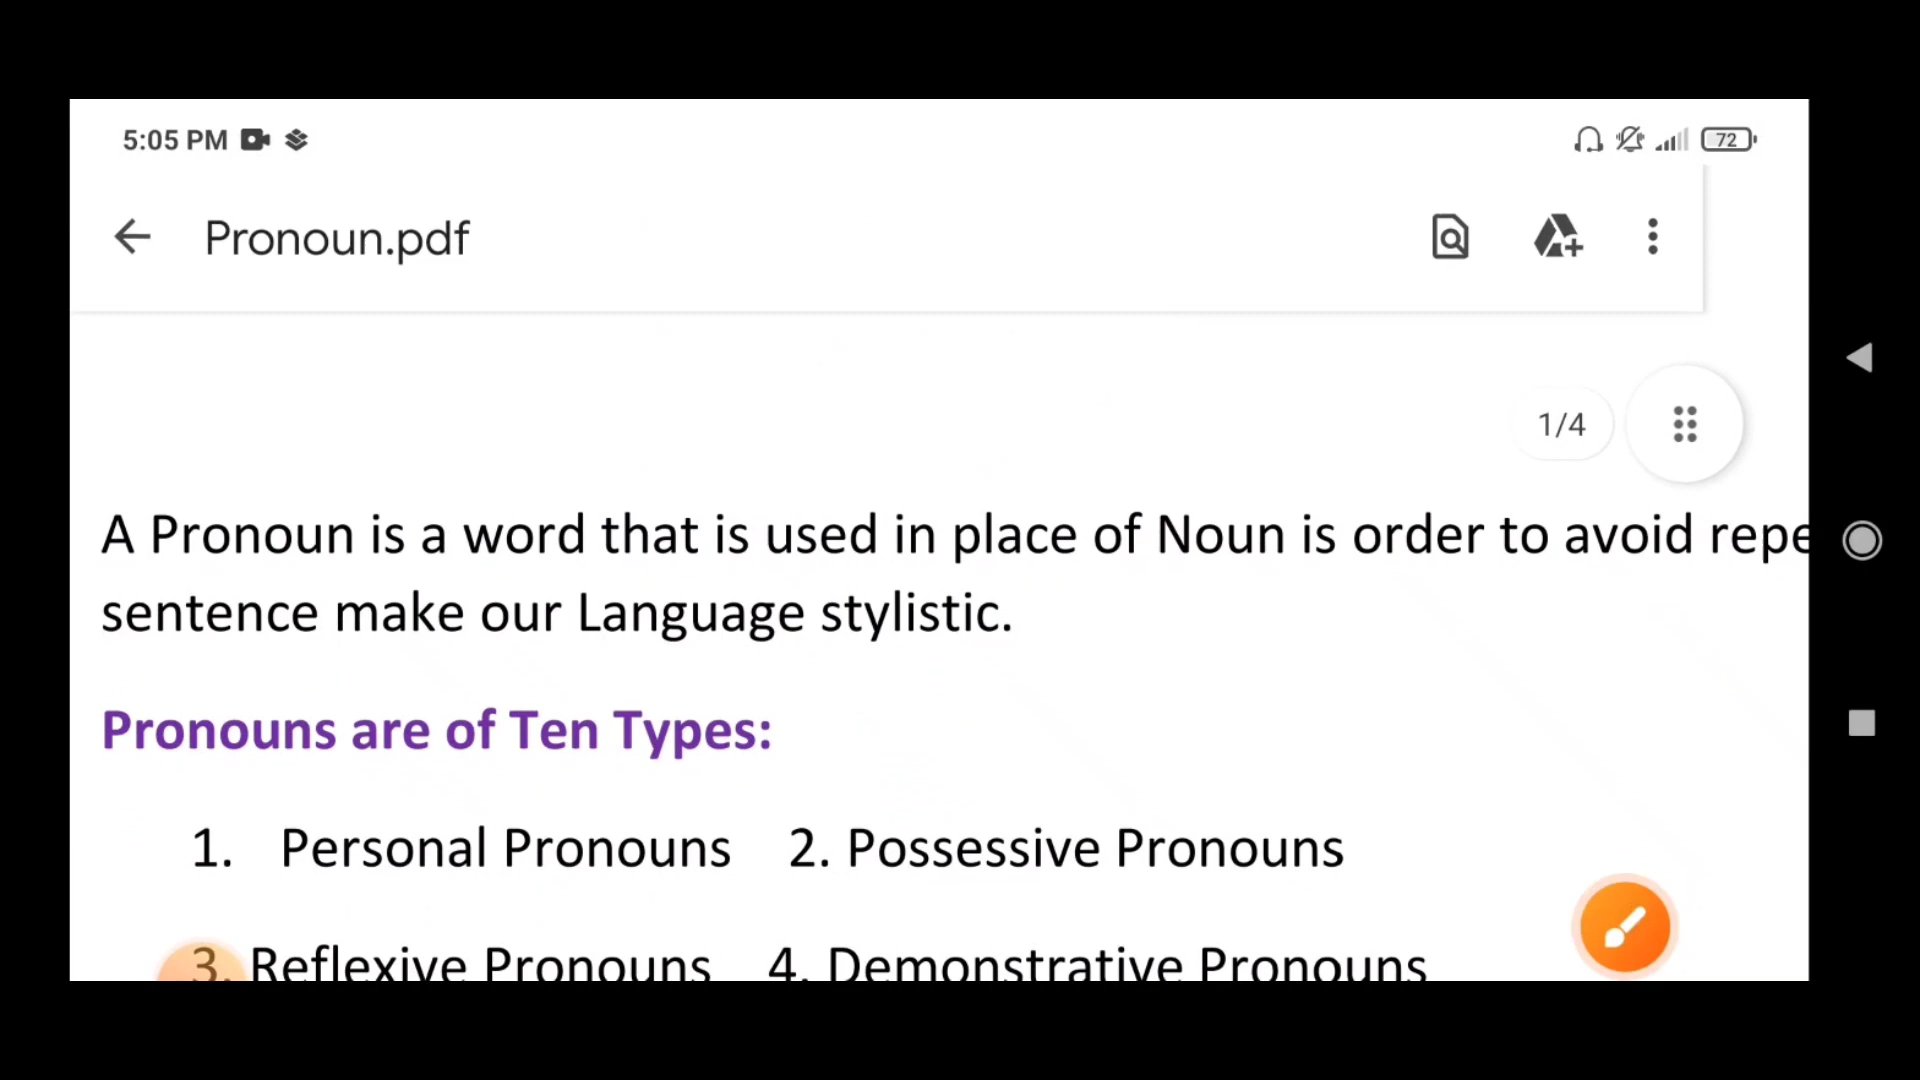 5:05 PM
72
Pronoun.pdf
1/4
A Pronoun is a word that is used in place of Noun is order to avoid repe
sentence make our Language stylistic.
Pronouns are of Ten Types:
1. Personal Pronouns 2. Possessive Pronouns
3. Reflexive Pronouns 4. Demonstrative Pronouns